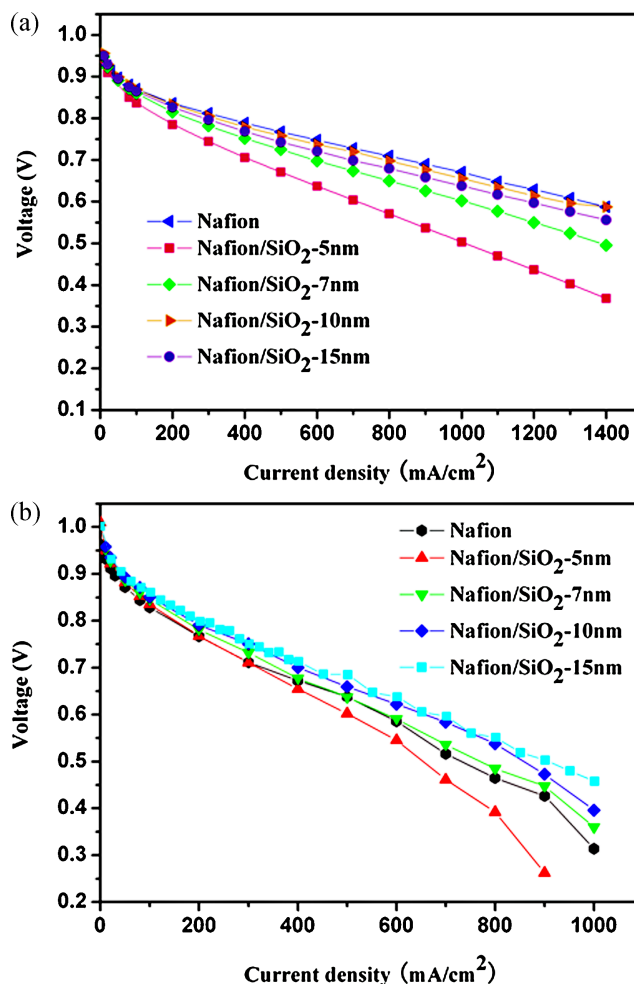 (a)
1.0
0.9
0.8
0.7
0.6
0.5
0.4
0.3
0.2
0.1
Voltage (V)
Nafion
Nafion/SiO2-5nm
Nafion/SiO2-7nm
Nafion/SiO2-10nm
Nafion/SiO2-15nm
0 200 400 600 800 1000 1200 1400
Current density (mA/cm2)
(b)
1.0
0.9
0.8
0.7
0.6
0.5
0.4
0.3
0.2
Voltage (V)
Nafion
Nafion/SiO2-5nm
Nafion/SiO2-7nm
Nafion/SiO2-10nm
Nafion/SiO2-15nm
0 200 400 600 800 1000
Current density (mA/cm2)